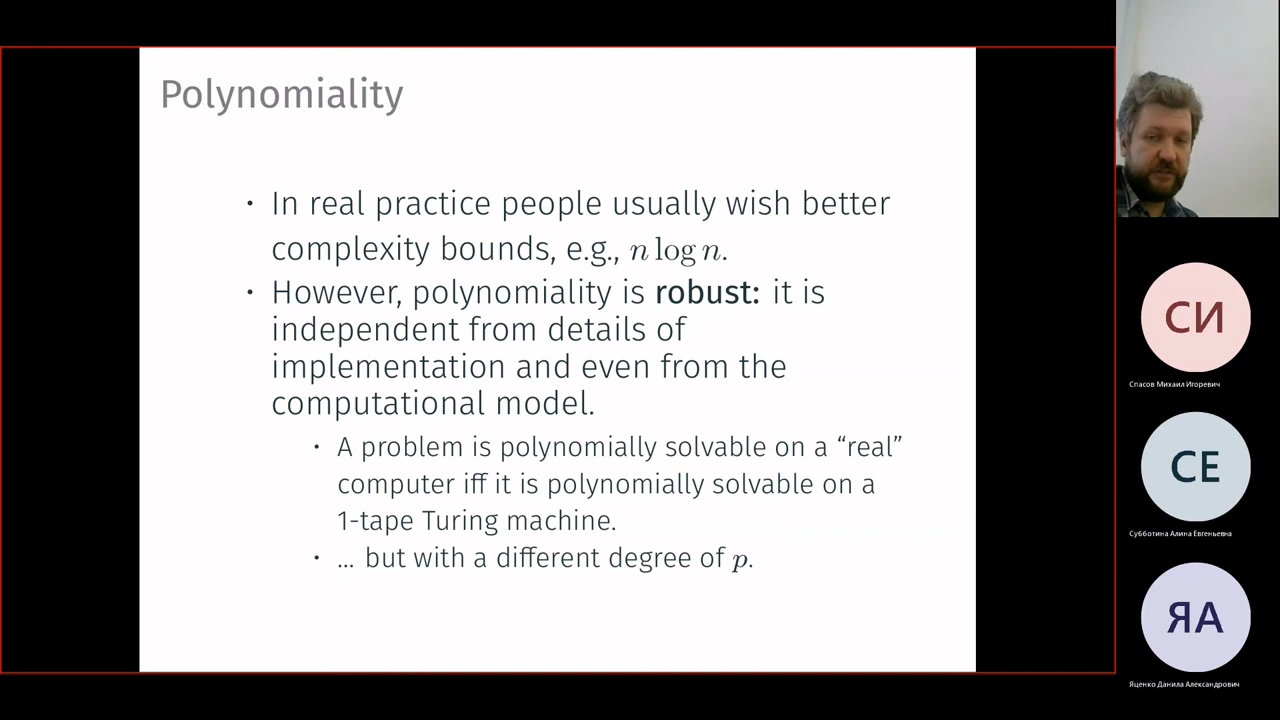 Polynomiality
• In real practice people usually wish better
complexity bounds, e.g., n log n.
• However, polynomiality is robust: it is
independent from details of
implementation and even from the
computational model.
• A problem is polynomially solvable on a “real”
computer iff it is polynomially solvable on a
1-tape Turing machine.
• ... but with a different degree of p.
СИ
Спасов Михаил Игоревич
СЕ
Субботина Алина Евгеньевна
ЯА
Яценко Данила Александрович